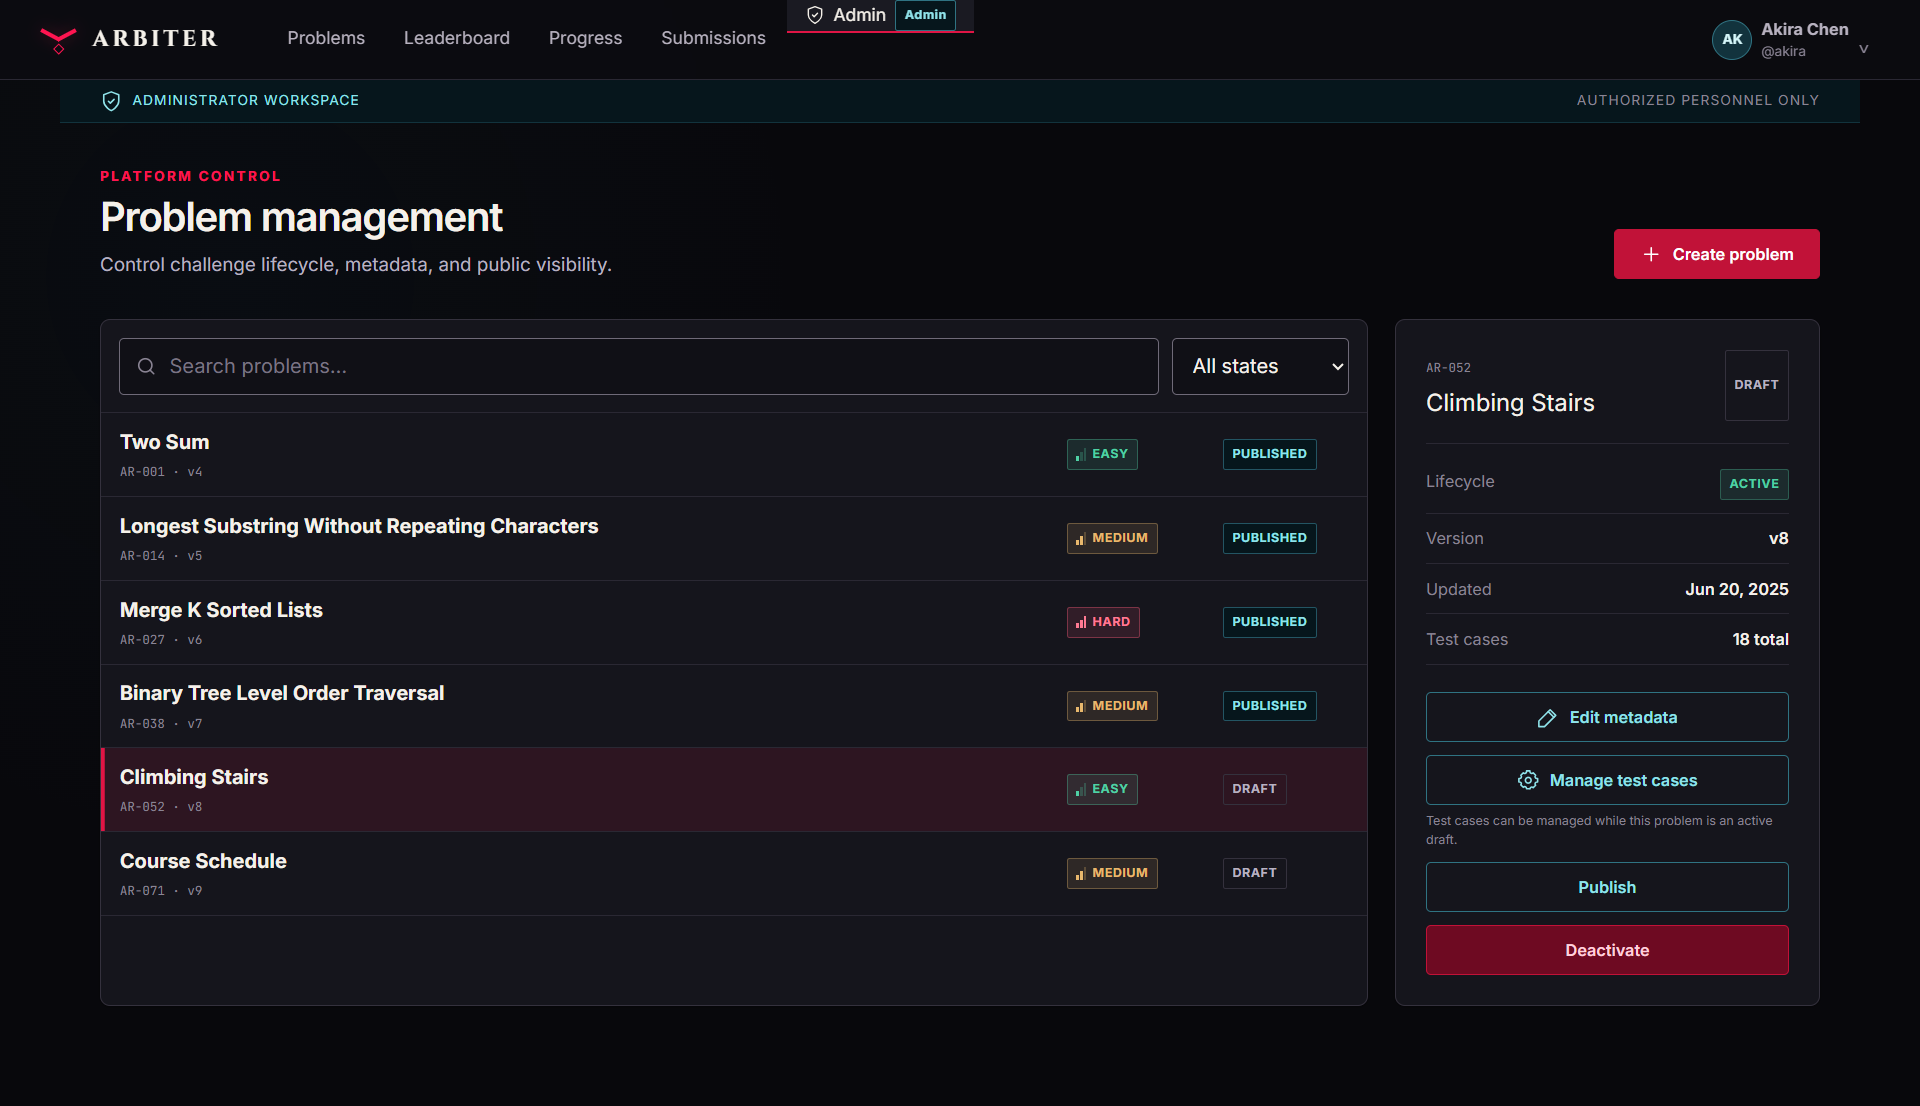 ARBITER
Problems
Leaderboard
Progress
Submissions
Admin
Admin
AK
Akira Chen
@akira
ADMINISTRATOR WORKSPACE
AUTHORIZED PERSONNEL ONLY
PLATFORM CONTROL
Problem management
Control challenge lifecycle, metadata, and public visibility.
Create problem
Search problems...
All states
Two Sum
AR-001 · v4
EASY
PUBLISHED
Longest Substring Without Repeating Characters
AR-014 · v5
MEDIUM
PUBLISHED
Merge K Sorted Lists
AR-027 · v6
HARD
PUBLISHED
Binary Tree Level Order Traversal
AR-038 · v7
MEDIUM
PUBLISHED
Climbing Stairs
AR-052 · v8
EASY
DRAFT
Course Schedule
AR-071 · v9
MEDIUM
DRAFT
AR-052
Climbing Stairs
DRAFT
Lifecycle
ACTIVE
Version
v8
Updated
Jun 20, 2025
Test cases
18 total
Edit metadata
Manage test cases
Test cases can be managed while this problem is an active
draft.
Publish
Deactivate